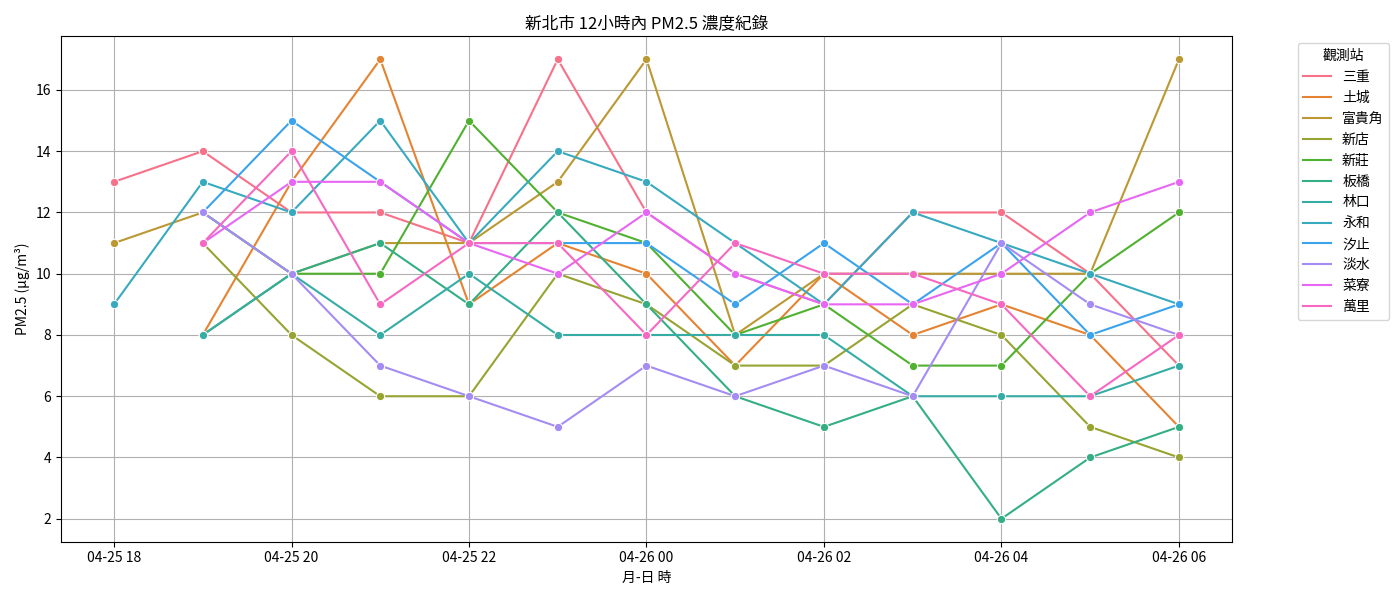 新北市 12小時內 PM2.5 濃度紀錄
PM2.5 (μg/m³)
16
14
12
10
8
6
4
2
04-25 18
04-25 20
04-25 22
04-26 00
04-26 02
04-26 04
04-26 06
月-日 時
觀測站
三重
土城
富貴角
新店
新莊
板橋
林口
永和
汐止
淡水
菜寮
萬里